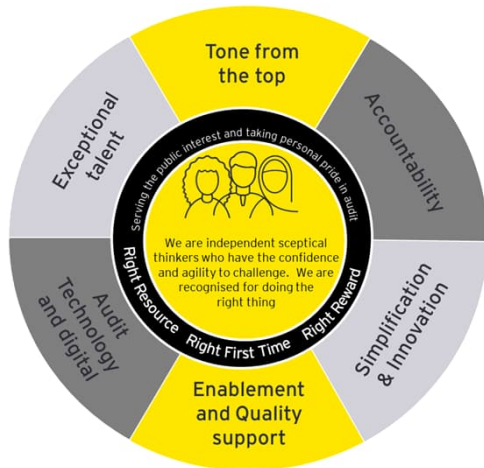 Tone from
the top
Accountability
Simplification
& Innovation
Enablement
and Quality
support
Audit
Technology
and digital
Exceptional
talent
Serving the public interest and taking personal pride in audit
We are independent sceptical
thinkers who have the confidence
and agility to challenge. We are
recognised for doing the
right thing
Right Resource Right First Time Right Reward